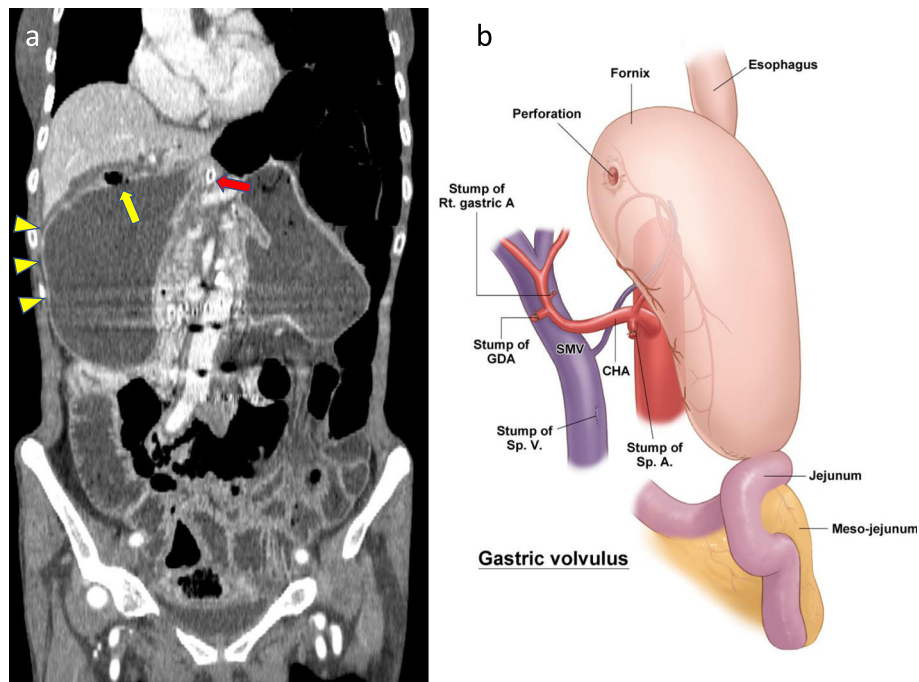 a
b
Esophagus
Fornix
Perforation
Stump of
Rt. gastric A
Stump of
GDA
SMV
CHA
Stump of
Sp. V.
Stump of
Sp. A.
Jejunum
Meso-jejunum
Gastric volvulus